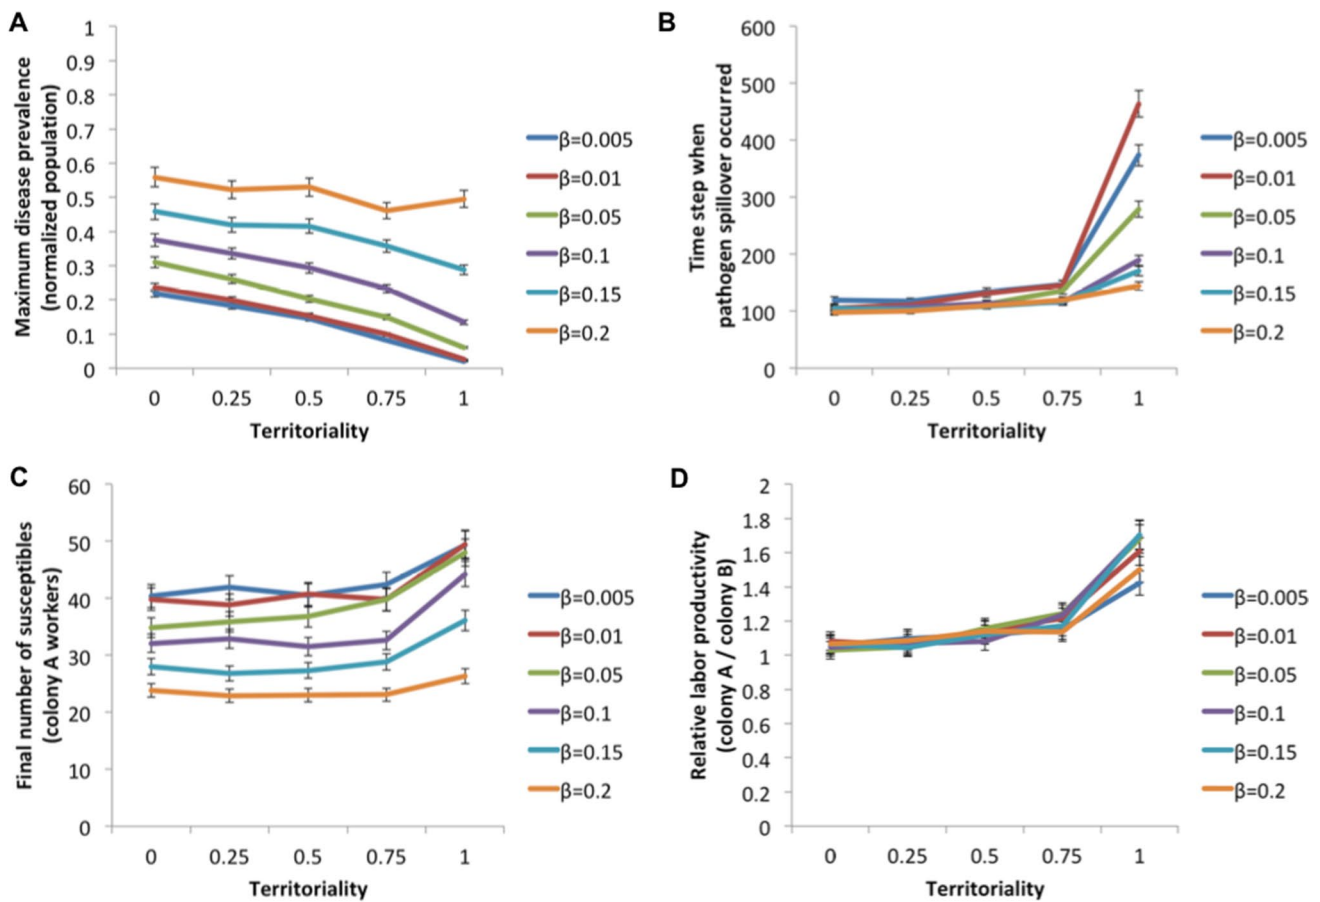 A
Maximum disease prevalence
(normalized population)
1
0.9
0.8
0.7
0.6
0.5
0.4
0.3
0.2
0.1
0
0 0.25 0.5 0.75 1
Territoriality
β=0.005
β=0.01
β=0.05
β=0.1
β=0.15
β=0.2
B
Time step when
pathogen spillover occurred
600
500
400
300
200
100
0
0 0.25 0.5 0.75 1
Territoriality
β=0.005
β=0.01
β=0.05
β=0.1
β=0.15
β=0.2
C
Final number of susceptibles
(colony A workers)
60
50
40
30
20
10
0
0 0.25 0.5 0.75 1
Territoriality
β=0.005
β=0.01
β=0.05
β=0.1
β=0.15
β=0.2
D
Relative labor productivity
(colony A / colony B)
2
1.8
1.6
1.4
1.2
1
0.8
0.6
0.4
0.2
0
0 0.25 0.5 0.75 1
Territoriality
β=0.005
β=0.01
β=0.05
β=0.1
β=0.15
β=0.2